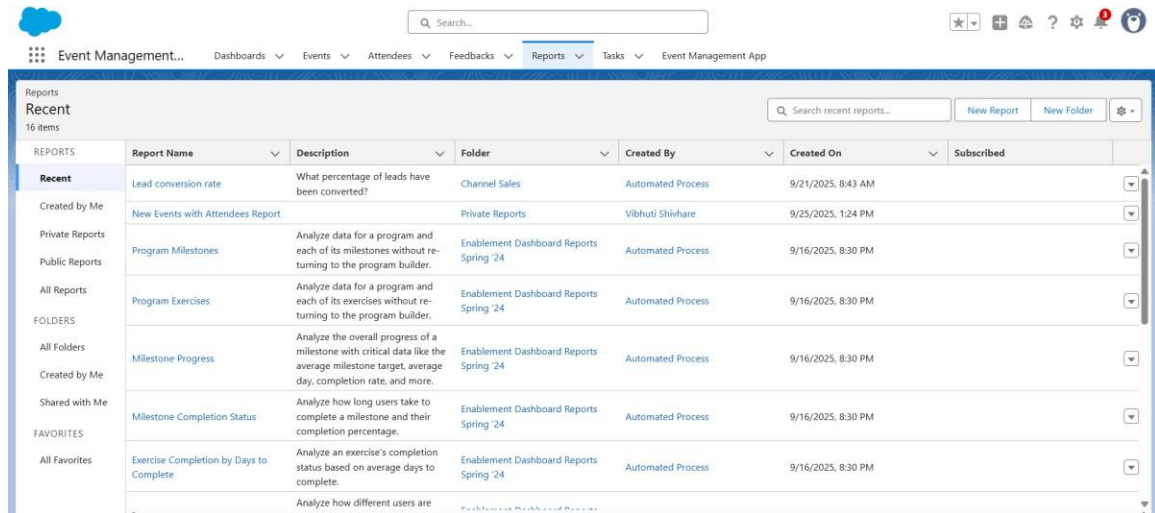 Search...
3
Event Management...
Dashboards
Events
Attendees
Feedbacks
Reports
Tasks
Event Management App
Reports
Recent
16 items
Search recent reports...
New Report
New Folder
REPORTS
Recent
Created by Me
Private Reports
Public Reports
All Reports
FOLDERS
All Folders
Created by Me
Shared with Me
FAVORITES
All Favorites
Report Name Description Folder Created By Created On Subscribed
Lead conversion rate
What percentage of leads have
been converted?
Channel Sales
Automated Process
9/21/2025, 8:43 AM
New Events with Attendees Report
Private Reports
Vibhuti Shivhare
9/25/2025, 1:24 PM
Program Milestones
Analyze data for a program and
each of its milestones without re-
turning to the program builder.
Enablement Dashboard Reports
Spring '24
Automated Process
9/16/2025, 8:30 PM
Program Exercises
Analyze data for a program and
each of its exercises without re-
turning to the program builder.
Enablement Dashboard Reports
Spring '24
Automated Process
9/16/2025, 8:30 PM
Milestone Progress
Analyze the overall progress of a
milestone with critical data like the
average milestone target, average
day, completion rate, and more.
Enablement Dashboard Reports
Spring '24
Automated Process
9/16/2025, 8:30 PM
Milestone Completion Status
Analyze how long users take to
complete a milestone and their
completion percentage.
Enablement Dashboard Reports
Spring '24
Automated Process
9/16/2025, 8:30 PM
Exercise Completion by Days to
Complete
Analyze an exercise's completion
status based on average days to
complete.
Enablement Dashboard Reports
Spring '24
Automated Process
9/16/2025, 8:30 PM
Analyze how different users are